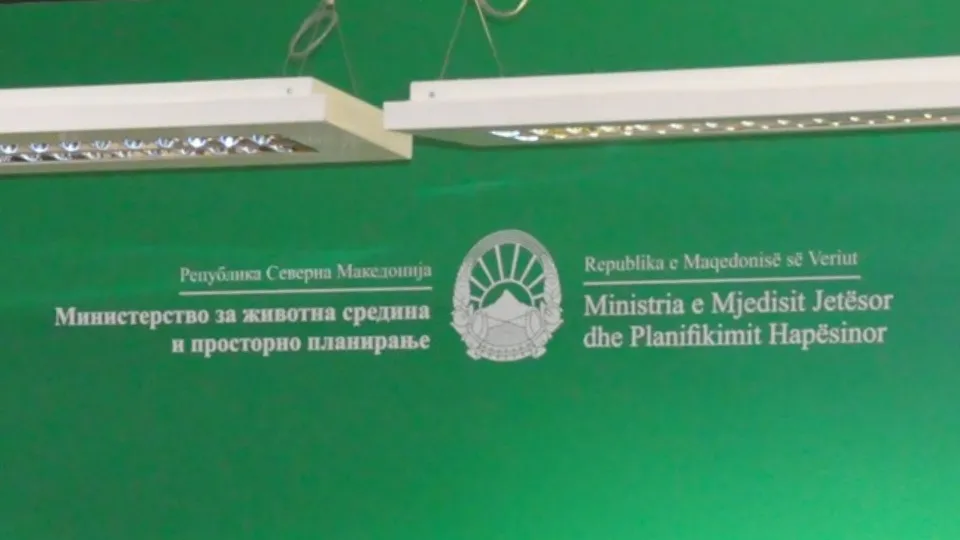 Република Северна Македонија
Министерство за животна средина
и просторно планирање
Republika e Maqedonisë së Veriut
Ministria e Mjedisit Jetësor
dhe Planifikimit Hapësinor